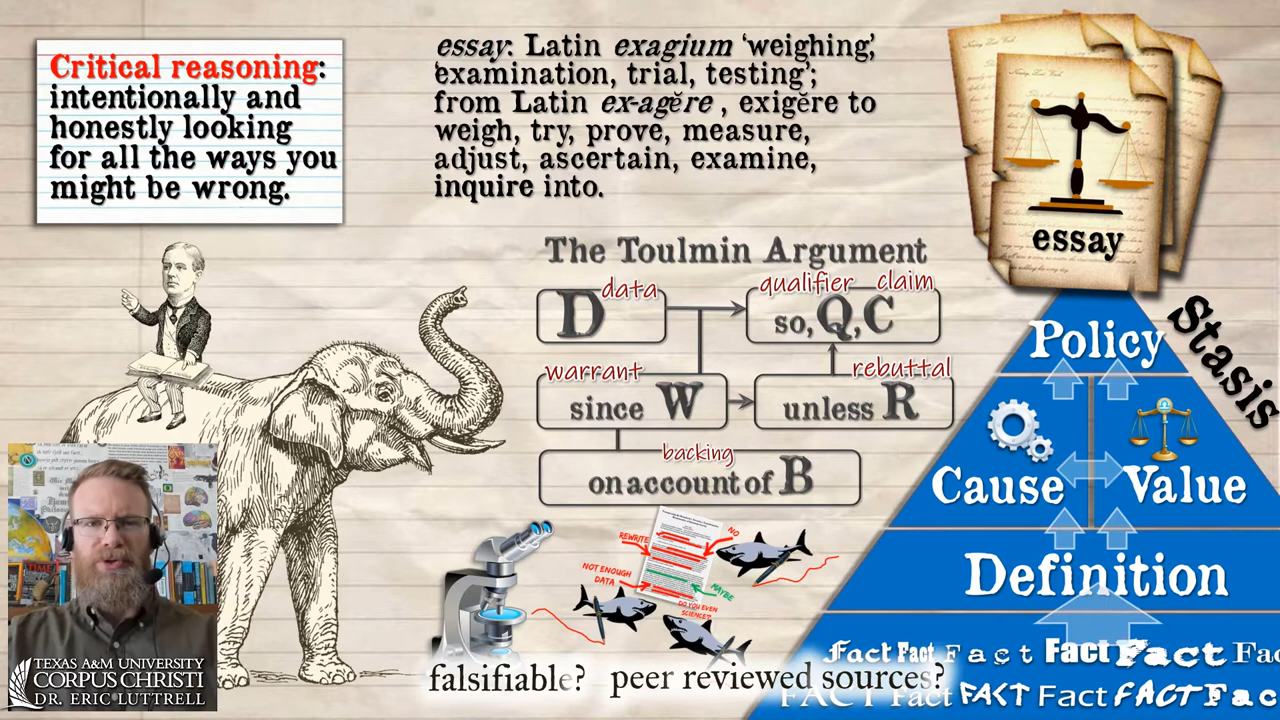 Critical reasoning:
intentionally and
honestly looking
for all the ways you
might be wrong.
essay: Latin exagium ‘weighing,’
‘examination, trial, testing’;
from Latin ex-agĕre , exigĕre to
weigh, try, prove, measure,
adjust, ascertain, examine,
inquire into.
essay
The Toulmin Argument
data
D
qualifier claim
so, Q, C
warrant
since W
rebuttal
unless R
backing
on account of B
Stasis
Policy
Cause
Value
Definition
Fact Fact Fact Fact Fact Fac
FACT Fact FAKT Fact FACT Fac
REWRITE
NO
NOT ENOUGH
DATA
MAYBE
DO YOU EVEN
SCIENCE?
falsifiable?
peer reviewed sources?
TIME
TEXAS A&M UNIVERSITY
CORPUS CHRISTI
DR. ERIC LUTTRELL